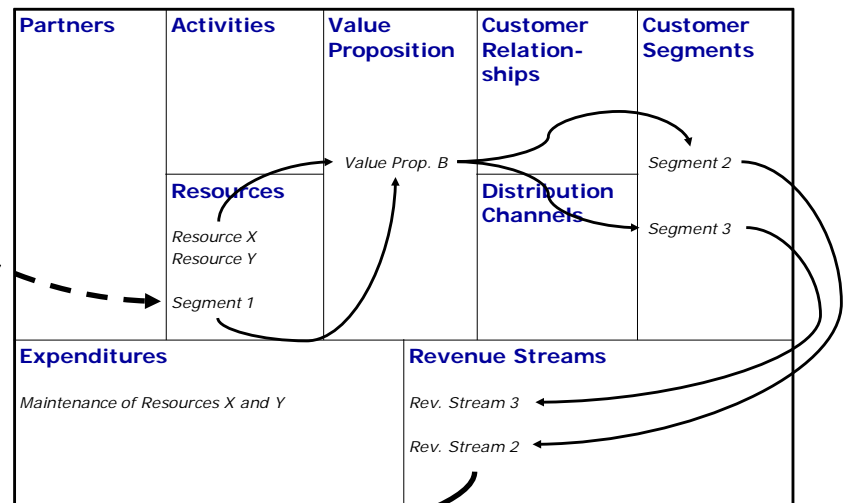 Partners
Activities
Value
Proposition
Customer
Relation-
ships
Customer
Segments
Value Prop. B
Segment 2
Resources
Distribution
Channels
Resource X
Resource Y
Segment 1
Segment 3
Expenditures
Revenue Streams
Maintenance of Resources X and Y
Rev. Stream 3
Rev. Stream 2